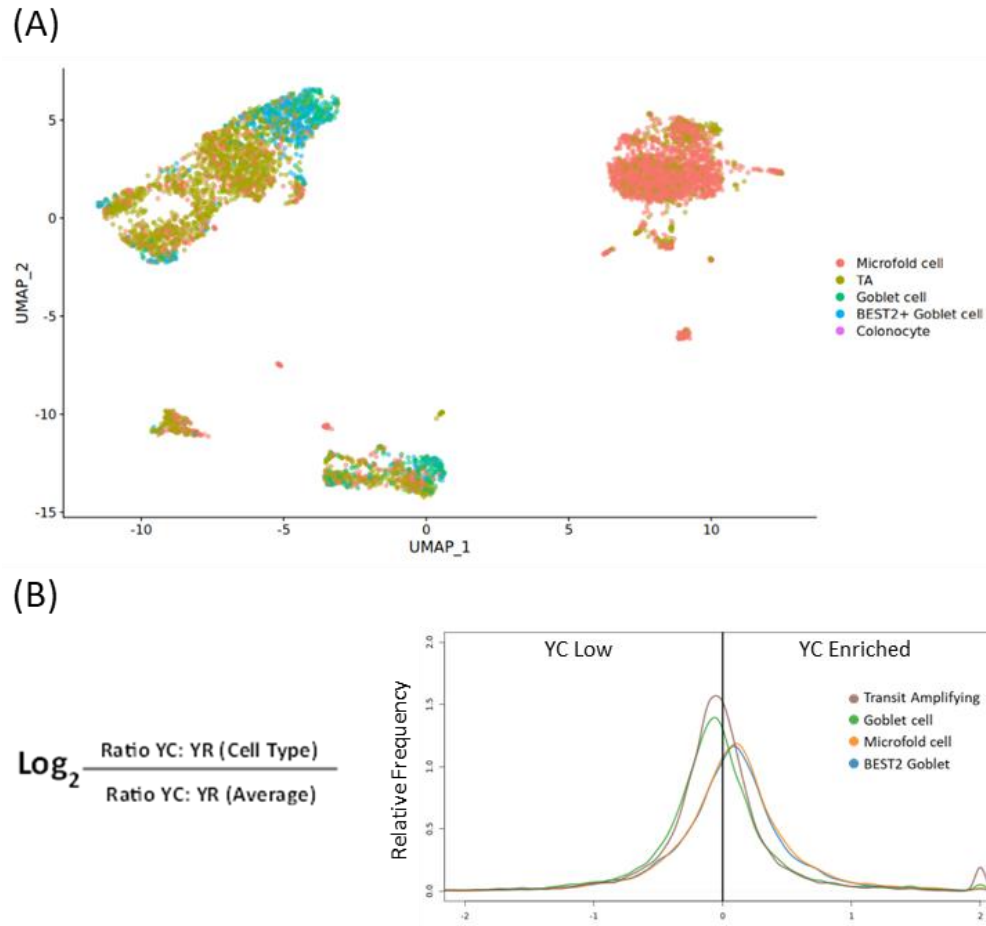 (A)
5
0
-5
-10
-15
UMAP_2
-10
-5
0
5
10
UMAP_1
Microfold cell
TA
Goblet cell
BEST2+ Goblet cell
Colonocyte
(B)
Log2 Ratio YC: YR (Cell Type)
Ratio YC: YR (Average)
YC Low
YC Enriched
Relative Frequency
2.0
1.5
1.0
0.5
0.0
Transit Amplifying
Goblet cell
Microfold cell
BEST2 Goblet
-2
-1
0
1
2